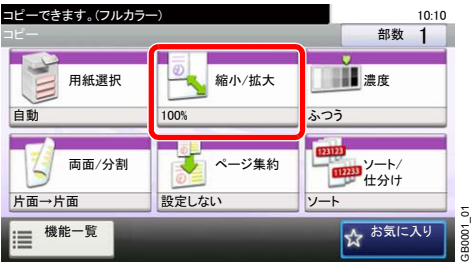 コピーできます。(フルカラー)
10:10
コピー
部数 1
用紙選択
自動
縮小/拡大
100%
濃度
ふつう
両面/分割
片面→片面
ページ集約
設定しない
123123
112233
ソート/
仕分け
ソート
機能一覧
お気に入り
GB0001_01